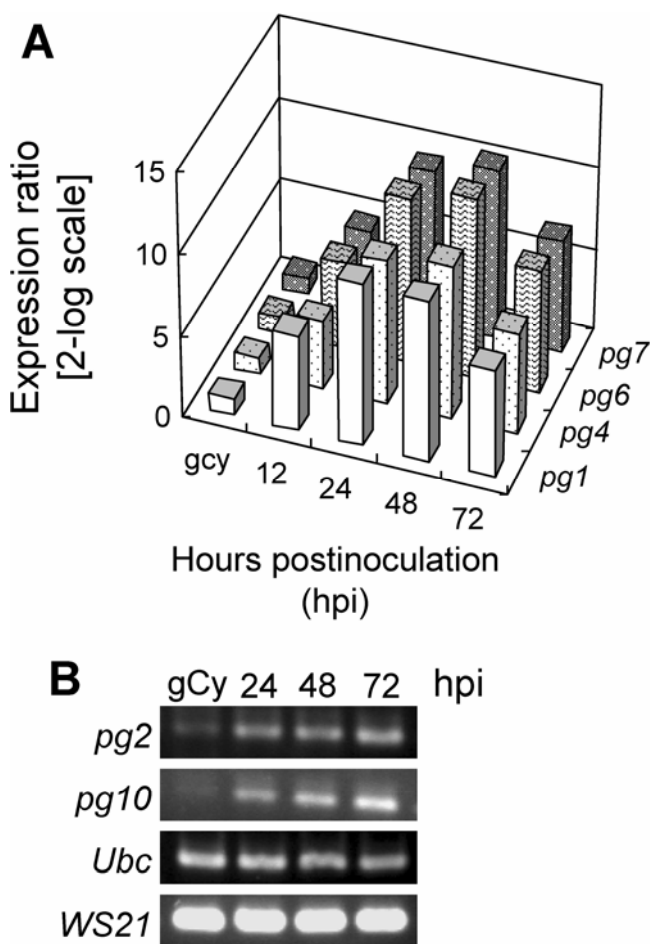 A
Expression ratio
[2-log scale]
15
10
5
0
gcy
12
24
48
72
pg7
pg6
pg4
pg1
Hours postinoculation
(hpi)
B
gCy 24 48 72 hpi
pg2
pg10
Ubc
WS21